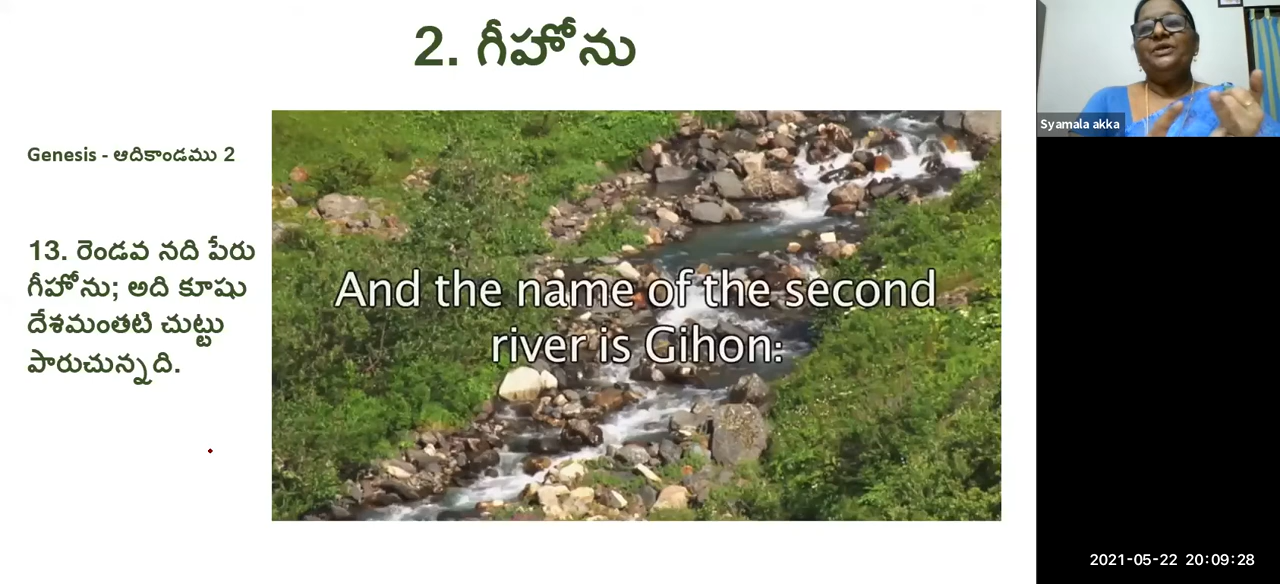 2. గీహోను
Genesis - ఆదికాండము 2
13. రెండవ నది పేరు
గీహోను; అది కూషు
దేశమంతటి చుట్టు
పారుచున్నది.
And the name of the second
river is Gihon:
Syamala akka
2021-05-22 20:09:28